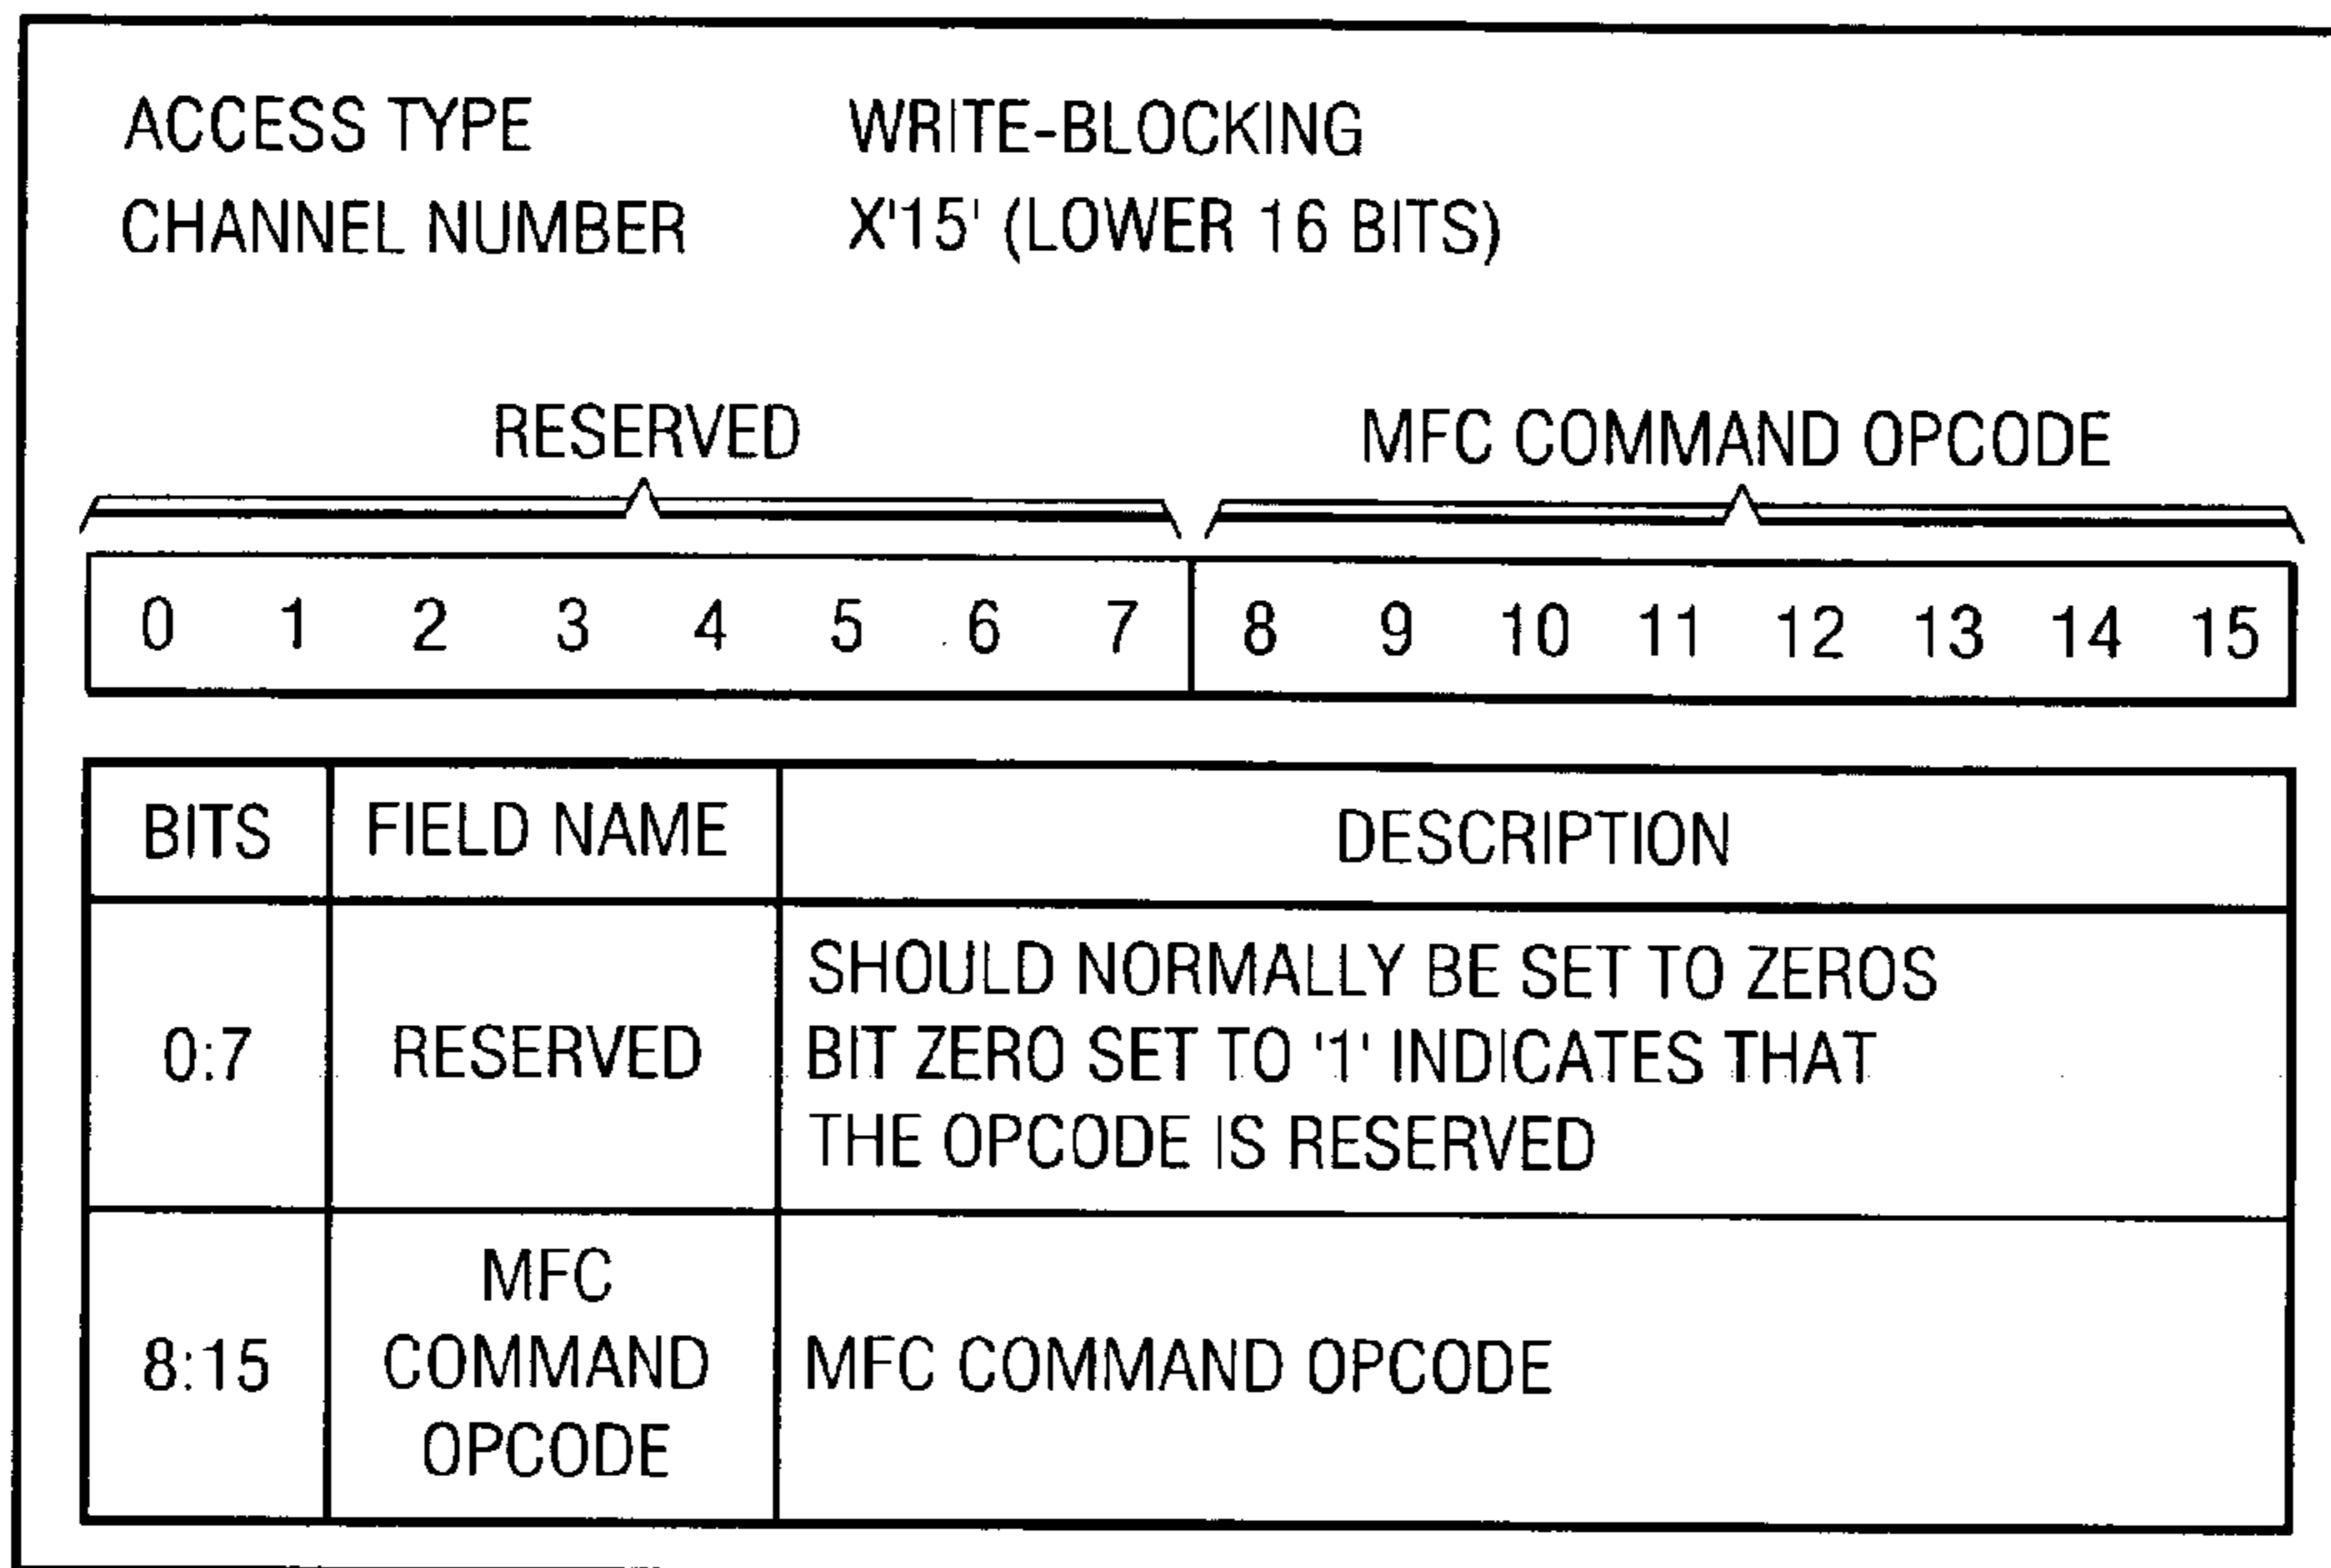 ACCESS TYPE WRITE-BLOCKING
CHANNEL NUMBER X'15' (LOWER 16 BITS)
RESERVED MFC COMMAND OPCODE
0 1 2 3 4 5 6 7 8 9 10 11 12 13 14 15
BITS FIELD NAME DESCRIPTION
0:7 RESERVED SHOULD NORMALLY BE SET TO ZEROS
BIT ZERO SET TO '1' INDICATES THAT
THE OPCODE IS RESERVED
8:15 MFC
COMMAND
OPCODE
MFC COMMAND OPCODE